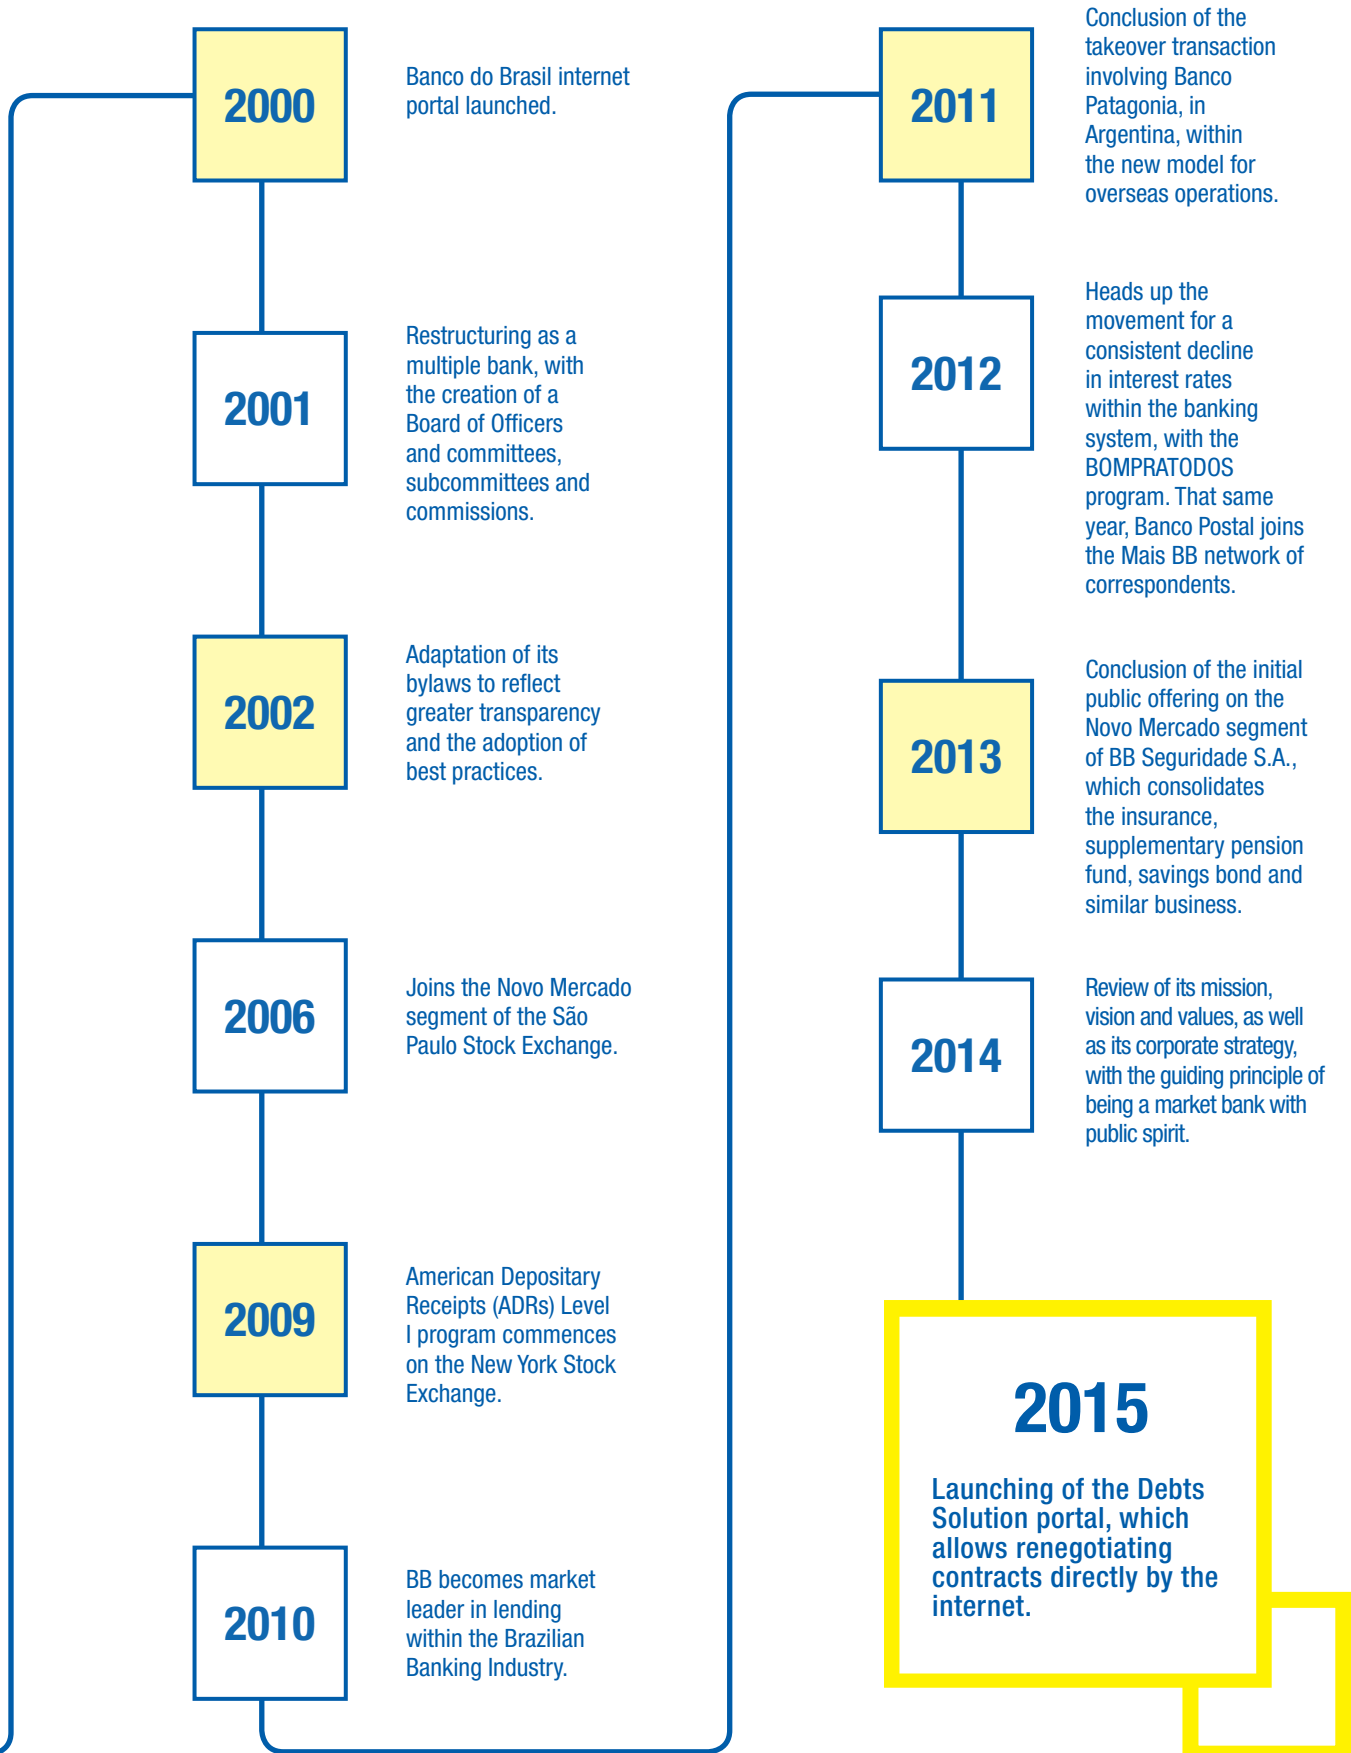 2000
Banco do Brasil internet
portal launched.
2001
Restructuring as a
multiple bank, with
the creation of a
Board of Officers
and committees,
subcommittees and
commissions.
2002
Adaptation of its
bylaws to reflect
greater transparency
and the adoption of
best practices.
2006
Joins the Novo Mercado
segment of the São
Paulo Stock Exchange.
2009
American Depositary
Receipts (ADRs) Level
I program commences
on the New York Stock
Exchange.
2010
BB becomes market
leader in lending
within the Brazilian
Banking Industry.
2011
Conclusion of the
takeover transaction
involving Banco
Patagonia, in
Argentina, within
the new model for
overseas operations.
2012
Heads up the
movement for a
consistent decline
in interest rates
within the banking
system, with the
BOMPRATODOS
program. That same
year, Banco Postal joins
the Mais BB network of
correspondents.
2013
Conclusion of the initial
public offering on the
Novo Mercado segment
of BB Seguridade S.A.,
which consolidates
the insurance,
supplementary pension
fund, savings bond and
similar business.
2014
Review of its mission,
vision and values, as well
as its corporate strategy,
with the guiding principle of
being a market bank with
public spirit.
2015
Launching of the Debts
Solution portal, which
allows renegotiating
contracts directly by the
internet.